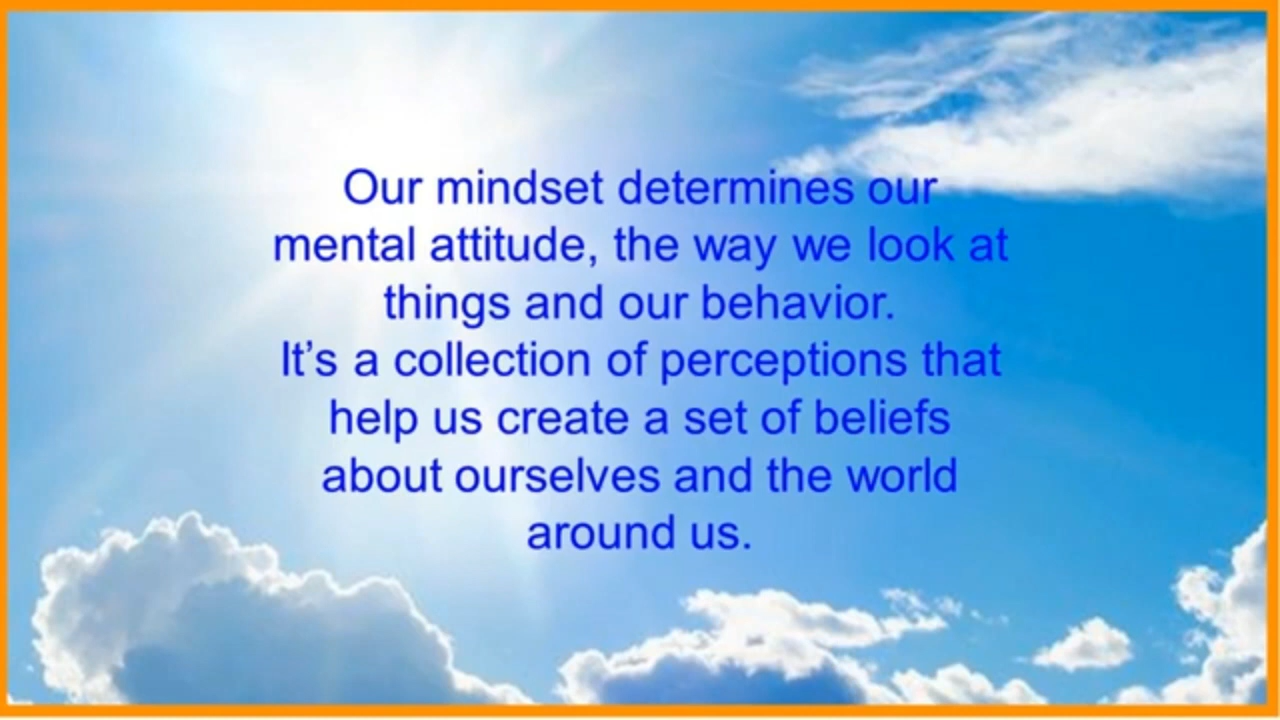 Our mindset determines our
mental attitude, the way we look at
things and our behavior.
It’s a collection of perceptions that
help us create a set of beliefs
about ourselves and the world
around us.